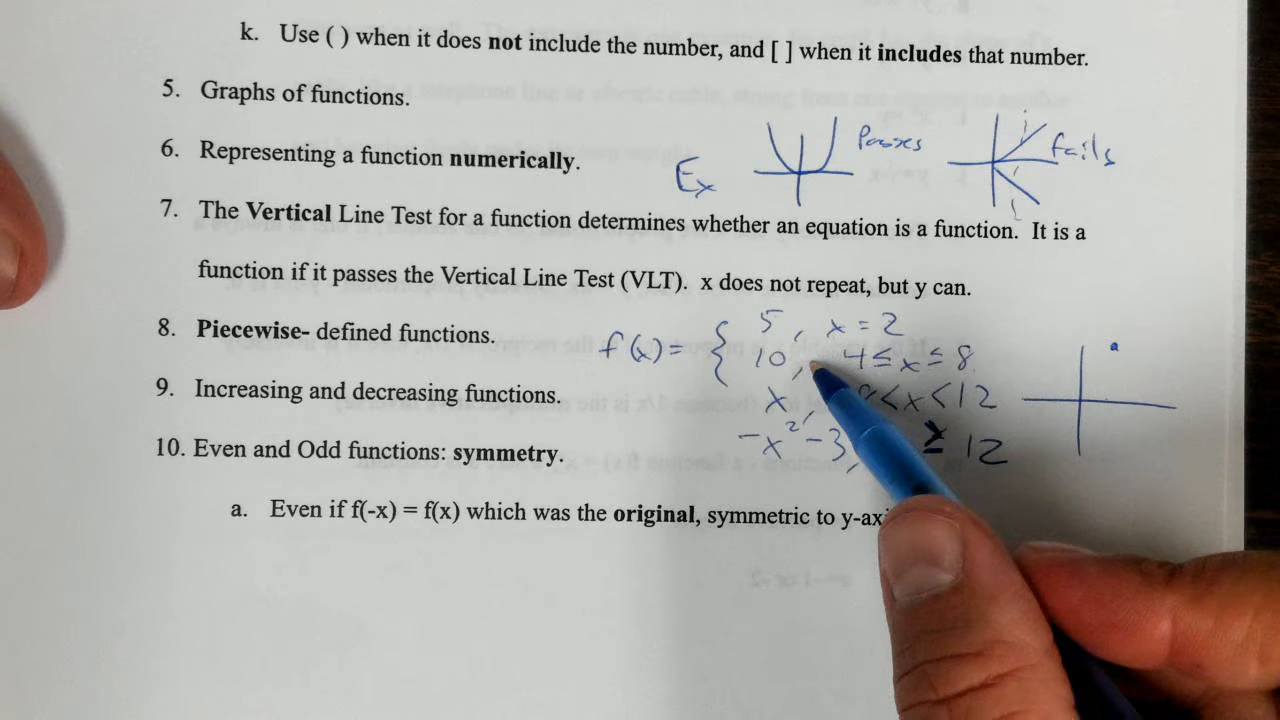 k. Use ( ) when it does not include the number, and [ ] when it includes that number.
5. Graphs of functions.
Passes
fails
6. Representing a function numerically.
Ex
7. The Vertical Line Test for a function determines whether an equation is a function. It is a
function if it passes the Vertical Line Test (VLT). x does not repeat, but y can.
8. Piecewise- defined functions.
f(x) = { 5, x = 2
10, 4 ≤ x ≤ 8
x, <x<12
-x²-3, ≥ 12
9. Increasing and decreasing functions.
10. Even and Odd functions: symmetry.
a. Even if f(-x) = f(x) which was the original, symmetric to